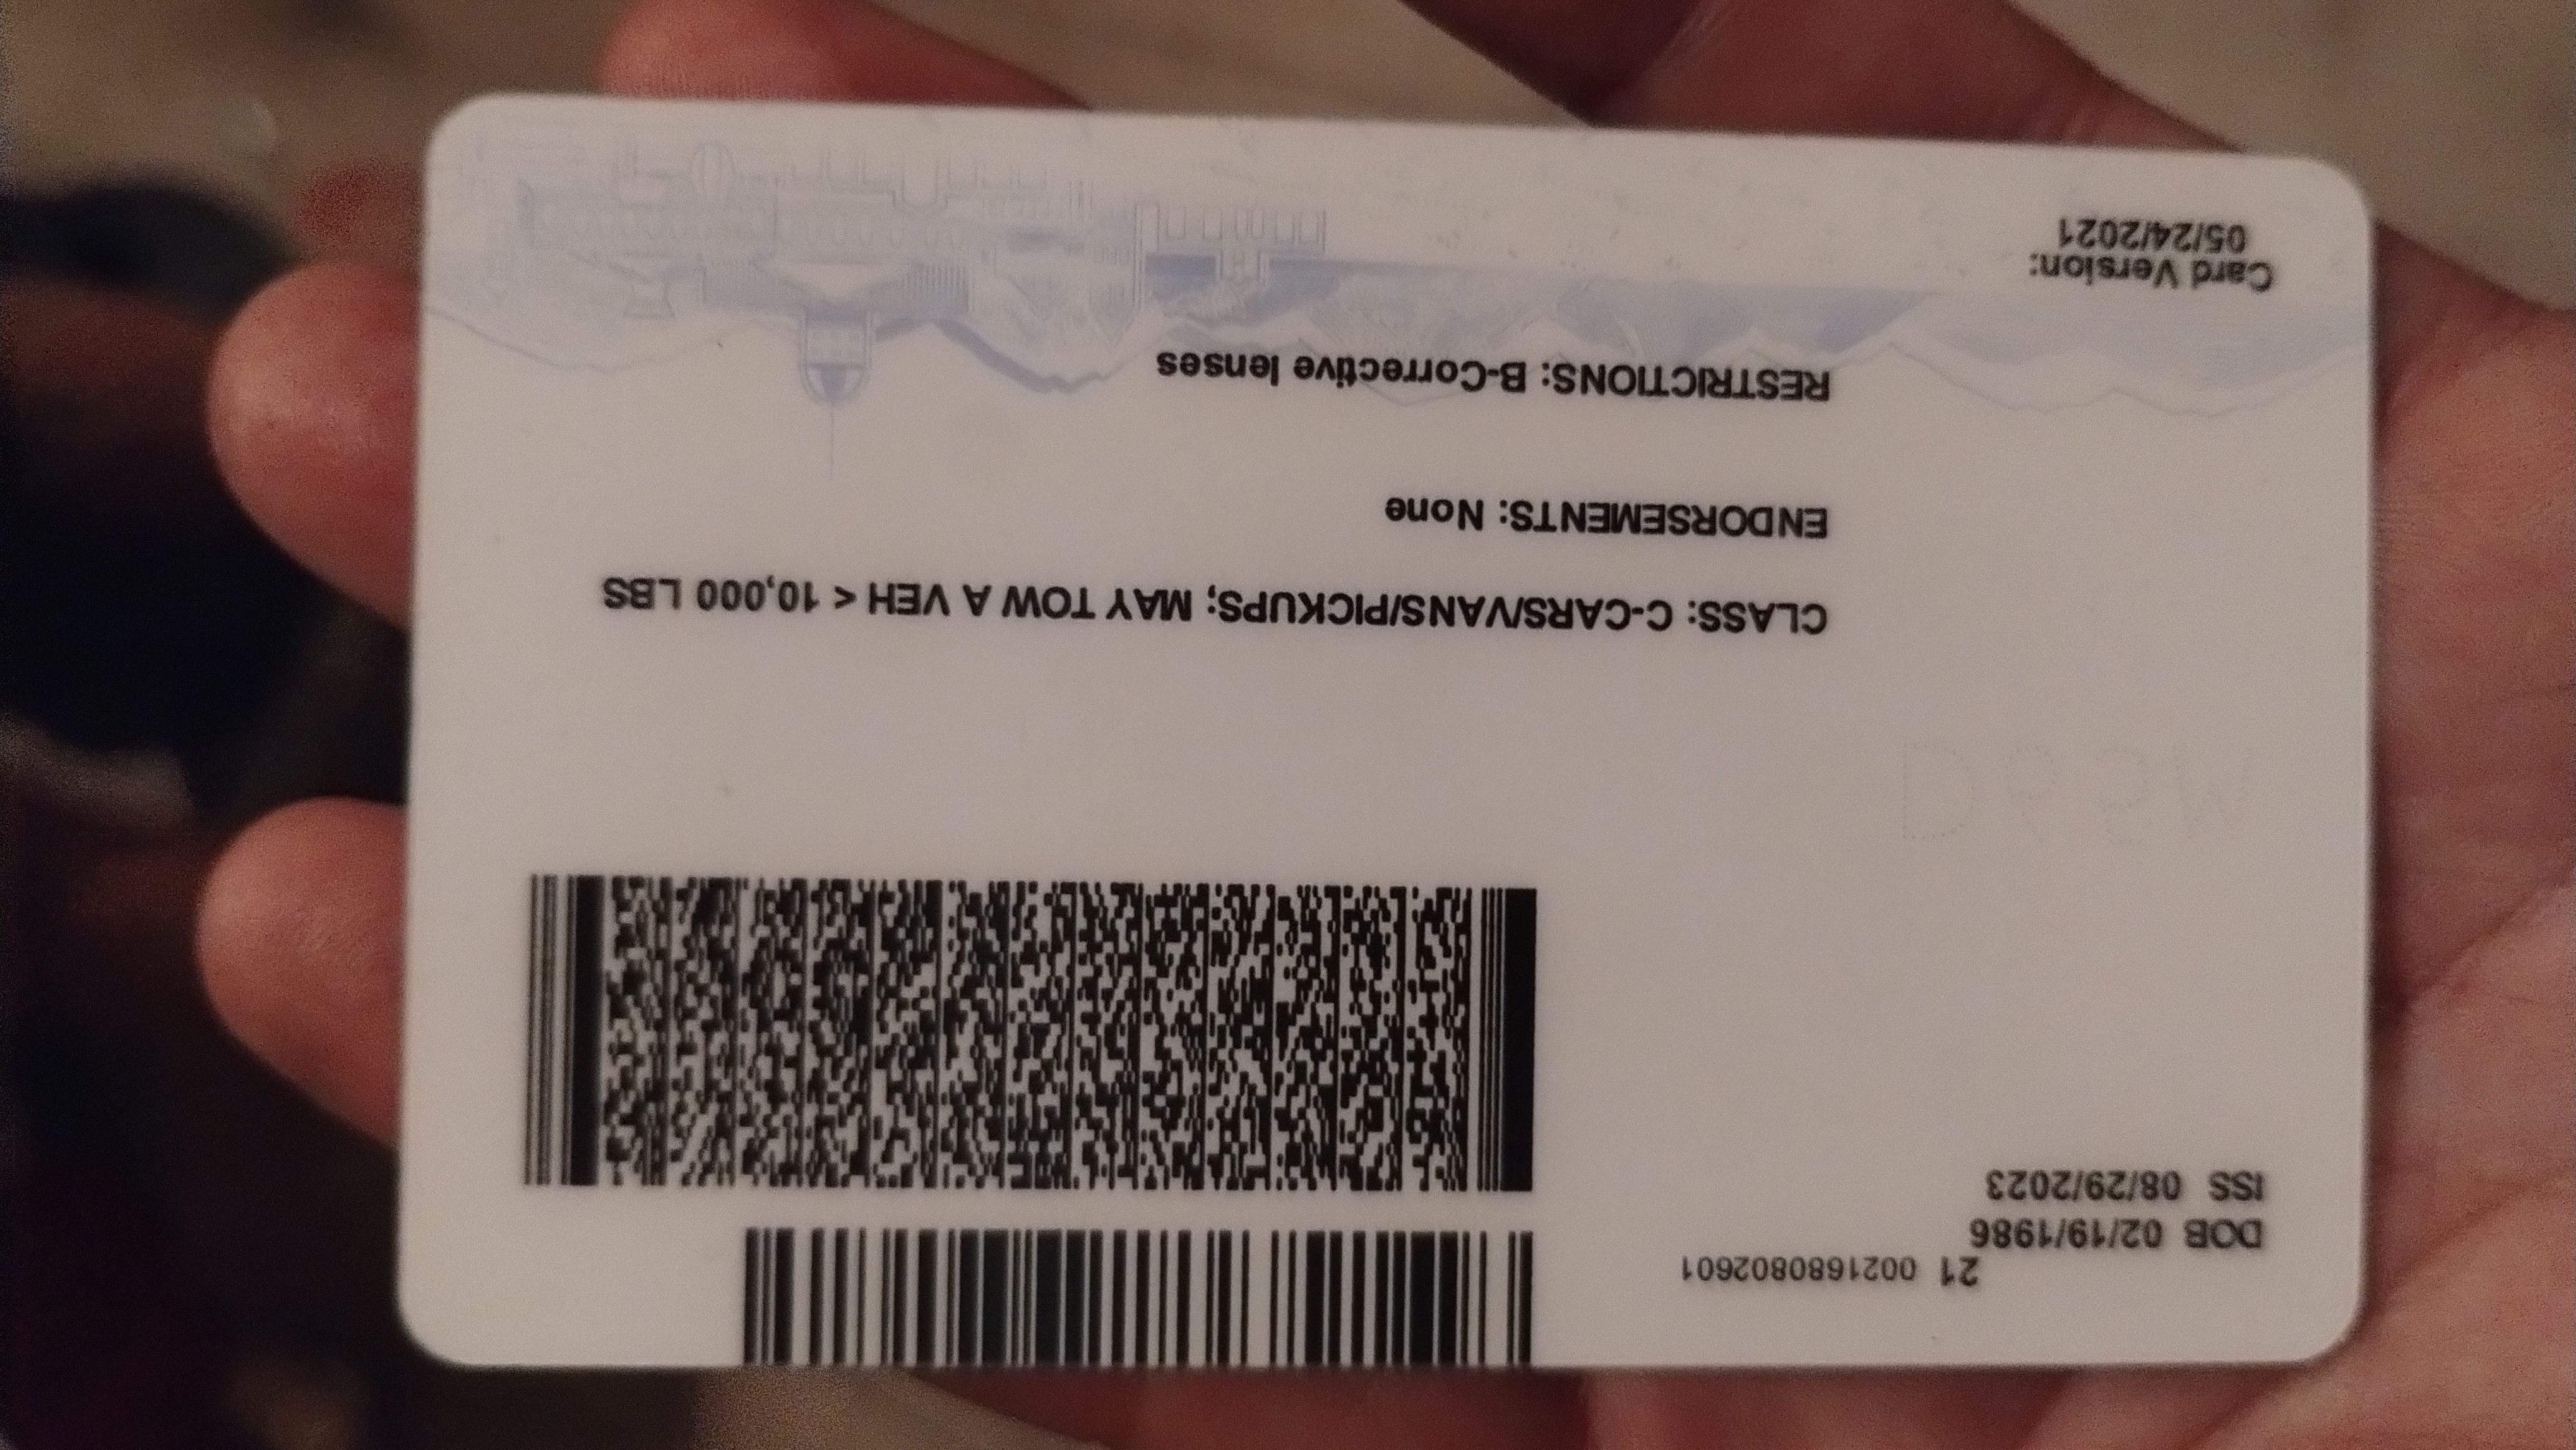 21 0021680802601
DOB 02/19/1986
ISS 08/29/2023
CLASS: C-CARS/VANS/PICKUPS; MAY TOW A VEH < 10,000 LBS
ENDORSEMENTS: None
RESTRICTIONS: B-Corrective lenses
Card Version:
05/24/2021